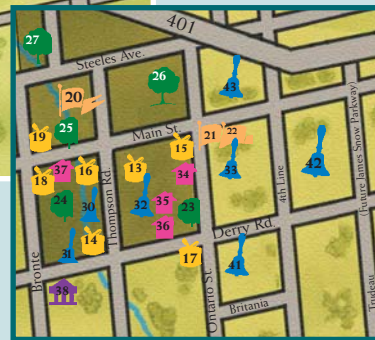 401
27
Steeles Ave.
26
43
20
25
19
Main St.
21
22
15
33
42
37
16
13
34
18
24
30
32
35
23
36
14
31
17
41
38
Bronte
Thompson Rd.
Ontario St.
Derry Rd.
4th Line
(Future James Snow Parkway)
Trudeau
Britania